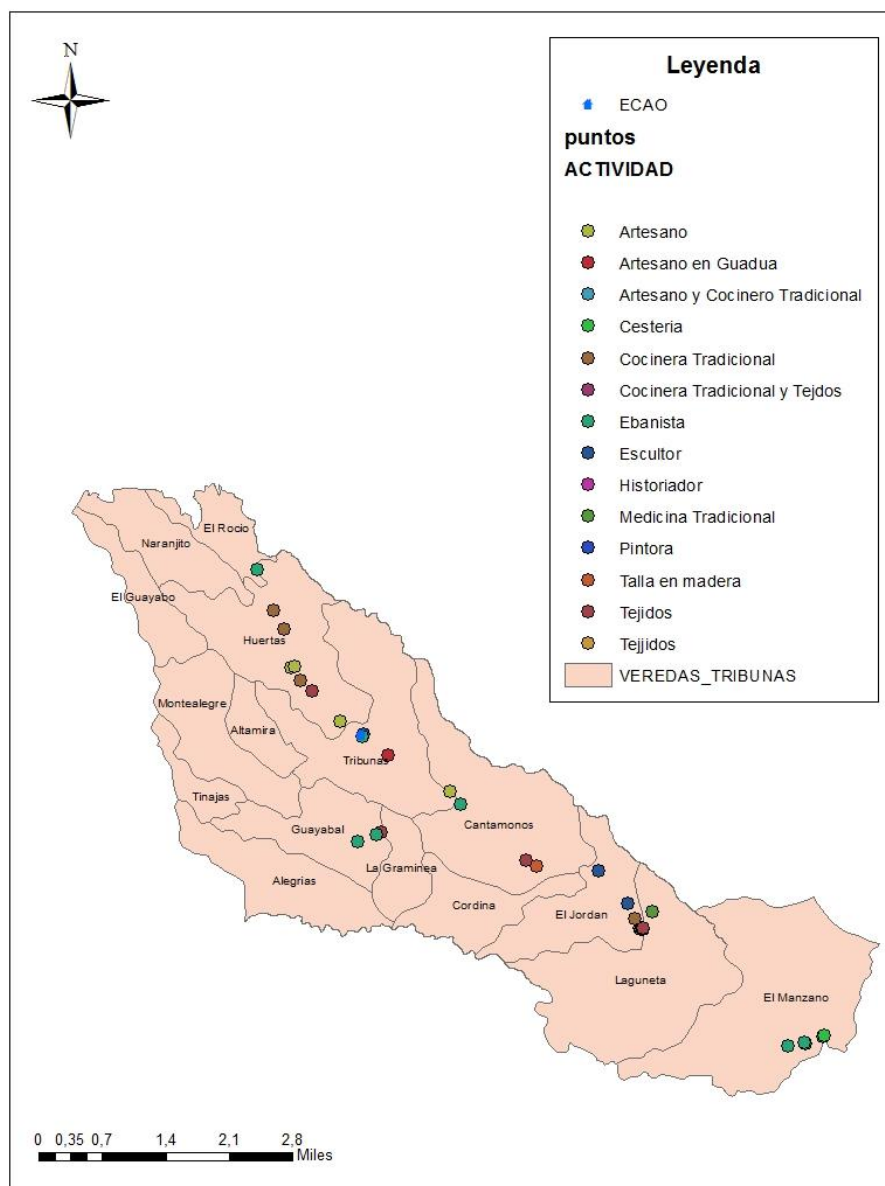 N
Leyenda
ECAO
puntos
ACTIVIDAD
Artesano
Artesano en Guadua
Artesano y Cocinero Tradicional
Cesteria
Cocinera Tradicional
Cocinera Tradicional y Tejdos
Ebanista
Escultor
Historiador
Medicina Tradicional
Pintora
Talla en madera
Tejidos
Tejjidos
VEREDAS_TRIBUNAS
El Rocio
Naranjito
El Guayabo
Huertas
Montealegre
Altamira
Tribunas
Tinajas
Guayabal
Cantamonos
La Graminea
Alegrias
Cordina
El Jordan
Laguneta
El Manzano
0 0,35 0,7 1,4 2,1 2,8
Miles